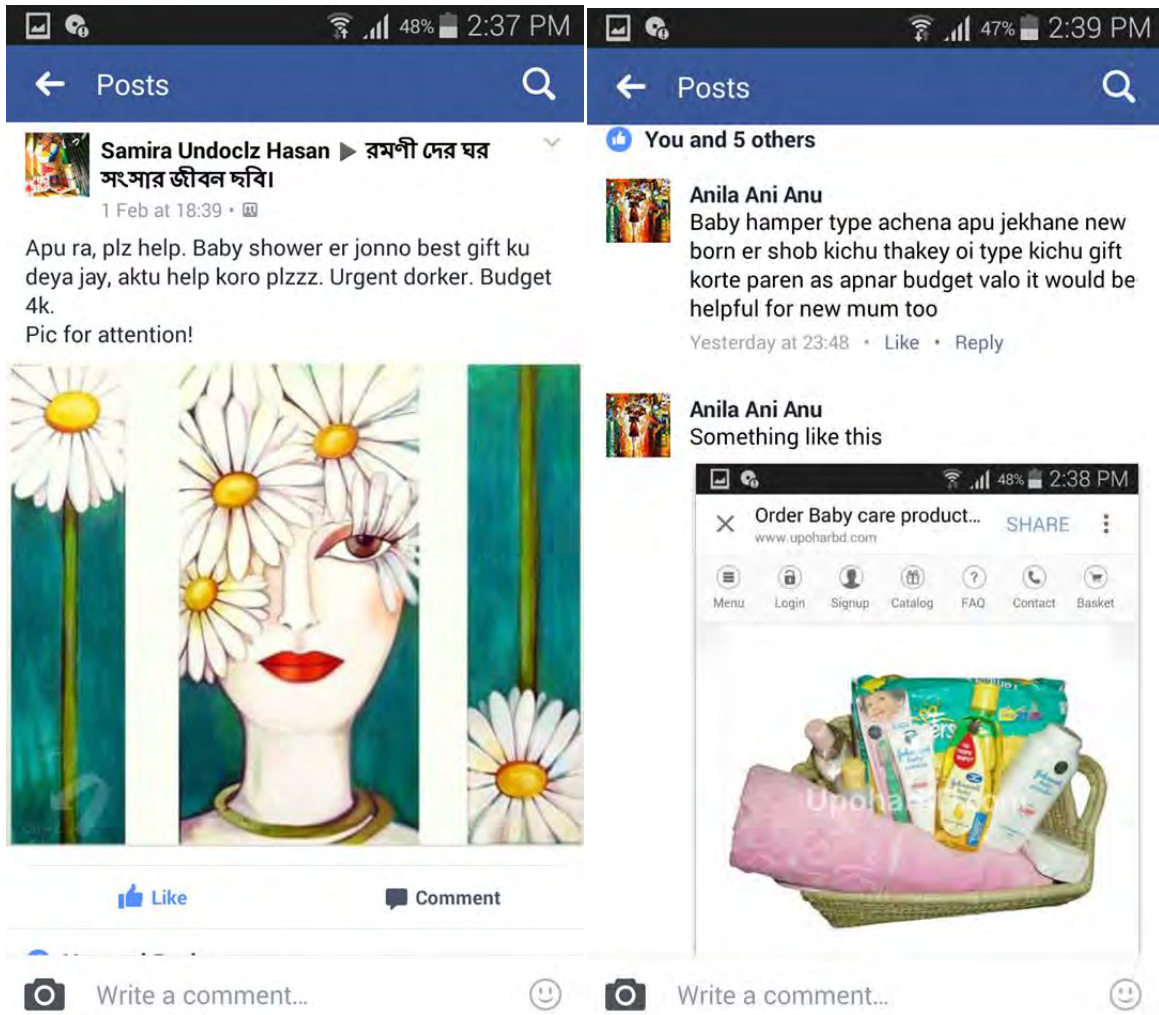 48% 2:37 PM
Posts
Samira Undoclz Hasan ▶ রমণী দের ঘর
সংসার জীবন ছবি।
1 Feb at 18:39 •
Apu ra, plz help. Baby shower er jonno best gift ku
deya jay, aktu help koro plzzz. Urgent dorker. Budget
4k.
Pic for attention!
Like Comment
Write a comment...
47% 2:39 PM
Posts
You and 5 others
Anila Ani Anu
Baby hamper type achena apu jekhane new
born er shob kichu thakey oi type kichu gift
korte paren as apnar budget valo it would be
helpful for new mum too
Yesterday at 23:48 • Like • Reply
Anila Ani Anu
Something like this
48% 2:38 PM
Order Baby care product...
www.upoharbd.com
SHARE
Menu Login Signup Catalog FAQ Contact Basket
Write a comment...